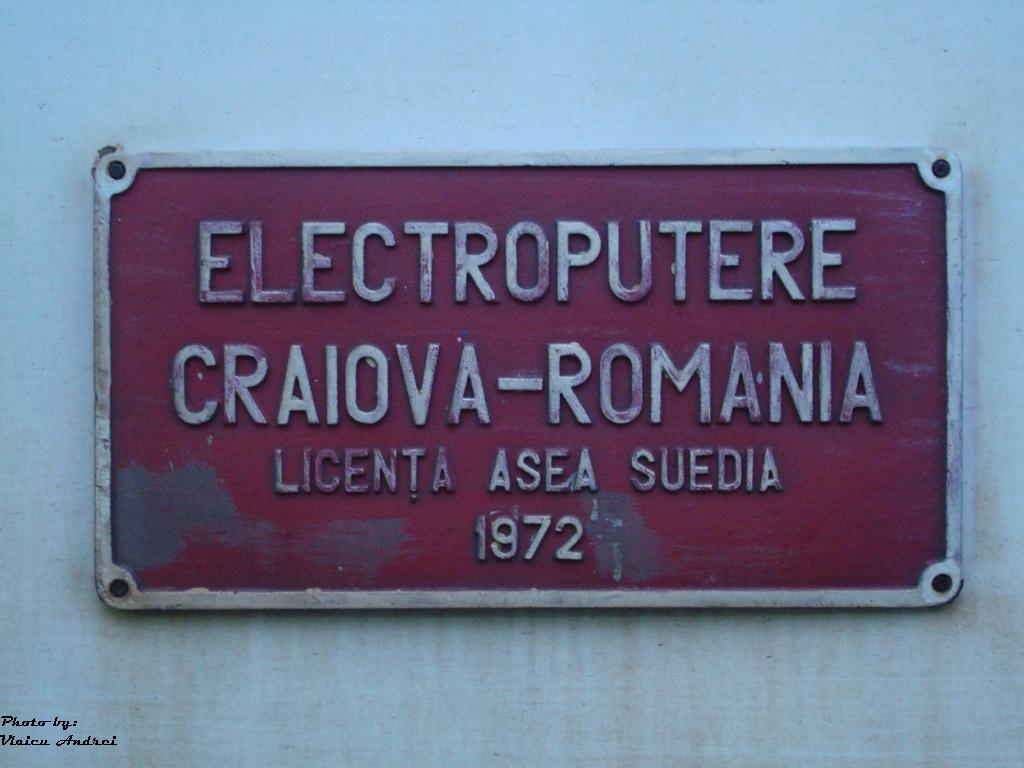 ELECTROPUTERE
CRAIOVA-ROMANIA
LICENȚA ASEA SUEDIA
1972
Photo by:
Vlaicu Andrei